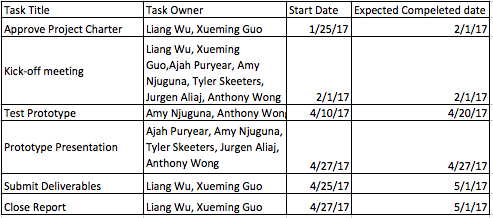 Task Title Task Owner Start Date Expected Compeleted date
Approve Project Charter Liang Wu, Xueming Guo 1/25/17 2/1/17
Liang Wu, Xueming
Guo,Ajah Puryear, Amy
Kick-off meeting Njuguna, Tyler Skeeters,
Jurgen Aliaj, Anthony Wong 2/1/17 2/1/17
Test Prototype Amy Njuguna, Anthony Won 4/10/17 4/20/17
Ajah Puryear, Amy Njuguna,
Prototype Presentation Tyler Skeeters, Jurgen Aliaj,
Anthony Wong 4/27/17 4/27/17
Submit Deliverables Liang Wu, Xueming Guo 4/25/17 5/1/17
Close Report Liang Wu, Xueming Guo 4/27/17 5/1/17